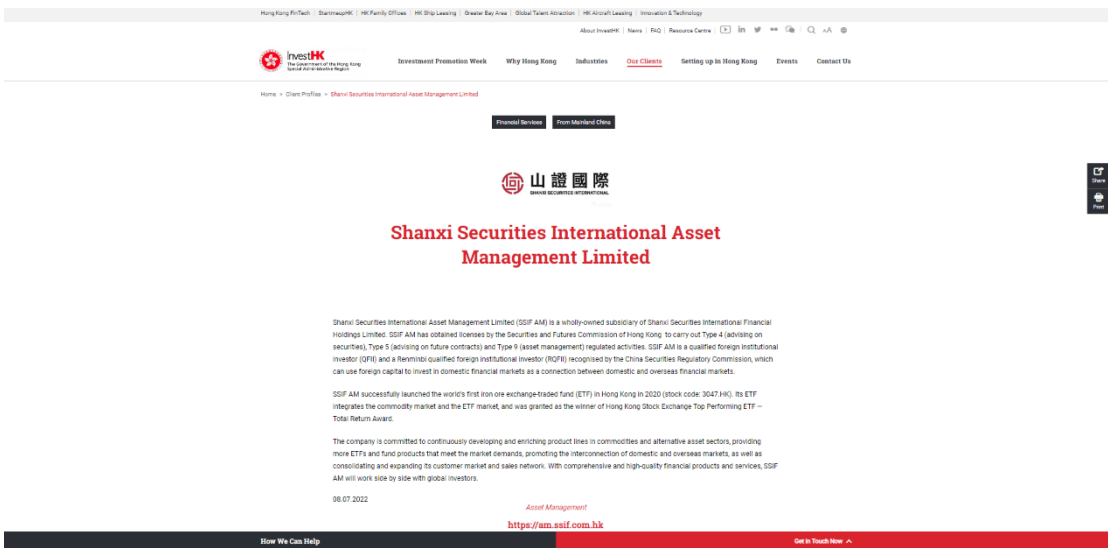 Hong Kong FinTech | StartmeupHK | HK Family Offices | HK Ship Leasing | Greater Bay Area | Global Talent Attraction | HK Aircraft Leasing | Innovation & Technology
About InvestHK | News | FAQ | Resource Centre
InvestHK
The Government of the Hong Kong
Special Administrative Region
Investment Promotion Week Why Hong Kong Industries Our Clients Setting up in Hong Kong Events Contact Us
Home > Client Profiles > Shanxi Securities International Asset Management Limited
Financial Services From Mainland China
山證國際
SHANXI SECURITIES INTERNATIONAL
Share
Print
Shanxi Securities International Asset
Management Limited
Shanxi Securities International Asset Management Limited (SSIF AM) is a wholly-owned subsidiary of Shanxi Securities International Financial
Holdings Limited. SSIF AM has obtained licenses by the Securities and Futures Commission of Hong Kong to carry out Type 4 (advising on
securities), Type 5 (advising on future contracts) and Type 9 (asset management) regulated activities. SSIF AM is a qualified foreign institutional
investor (QFII) and a Renminbi qualified foreign institutional investor (RQFII) recognised by the China Securities Regulatory Commission, which
can use foreign capital to invest in domestic financial markets as a connection between domestic and overseas financial markets.
SSIF AM successfully launched the world's first iron ore exchange-traded fund (ETF) in Hong Kong in 2020 (stock code: 3047.HK). Its ETF
integrates the commodity market and the ETF market, and was granted as the winner of Hong Kong Stock Exchange Top Performing ETF –
Total Return Award.
The company is committed to continuously developing and enriching product lines in commodities and alternative asset sectors, providing
more ETFs and fund products that meet the market demands, promoting the interconnection of domestic and overseas markets, as well as
consolidating and expanding its customer market and sales network. With comprehensive and high-quality financial products and services, SSIF
AM will work side by side with global investors.
08.07.2022
Asset Management
https://am.ssif.com.hk
How We Can Help Get in Touch Now